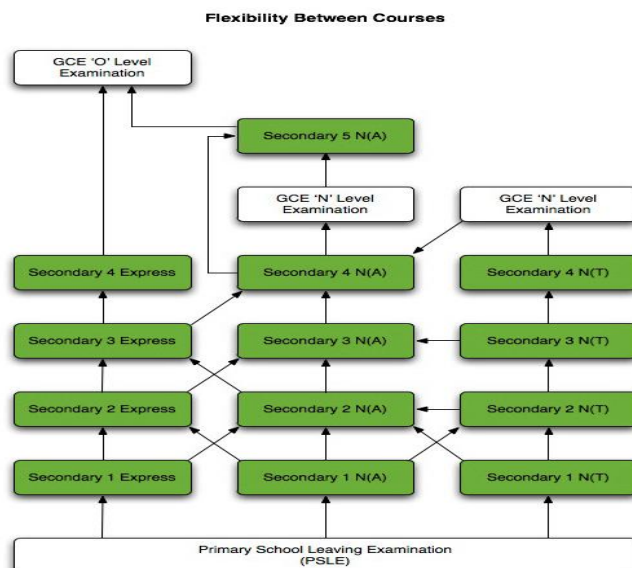 Flexibility Between Courses
GCE 'O' Level
Examination
Secondary 5 N(A)
GCE 'N' Level
Examination
GCE 'N' Level
Examination
Secondary 4 Express
Secondary 4 N(A)
Secondary 4 N(T)
Secondary 3 Express
Secondary 3 N(A)
Secondary 3 N(T)
Secondary 2 Express
Secondary 2 N(A)
Secondary 2 N(T)
Secondary 1 Express
Secondary 1 N(A)
Secondary 1 N(T)
Primary School Leaving Examination
(PSLE)